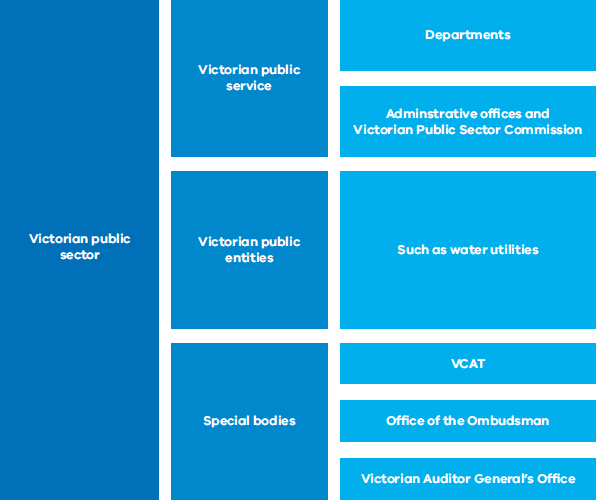 Victorian public
sector
Victorian public
service
Departments
Adminstrative offices and
Victorian Public Sector Commission
Victorian public
entities
Such as water utilities
Special bodies
VCAT
Office of the Ombudsman
Victorian Auditor General's Office